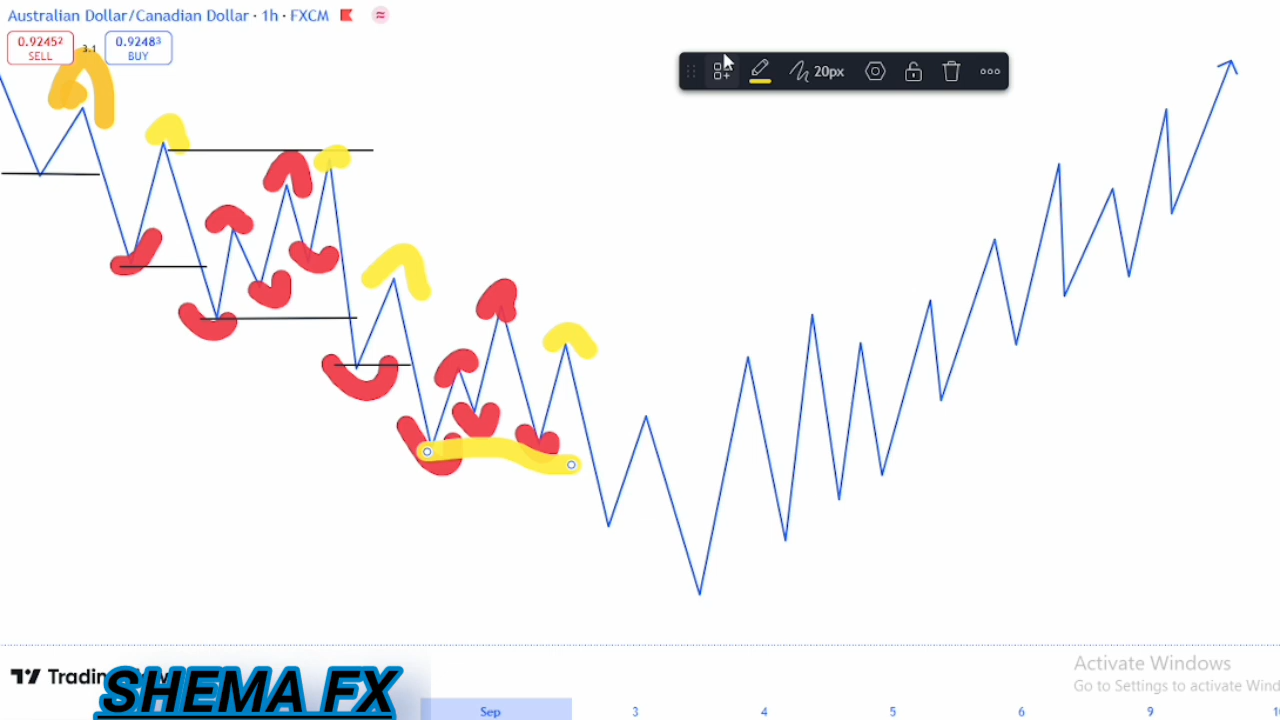 Australian Dollar/Canadian Dollar · 1h · FXCM
0.92452 3.1 0.92483
SELL BUY
20px
Activate Windows
Go to Settings to activate Wind
SHEMA FX
Sep 3 4 5 6 9